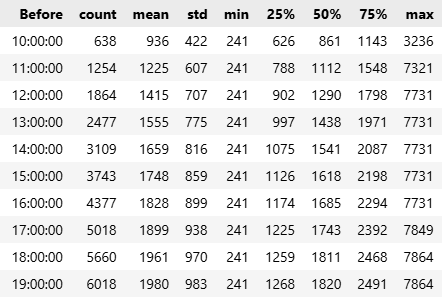 Before count mean std min 25% 50% 75% max
10:00:00 638 936 422 241 626 861 1143 3236
11:00:00 1254 1225 607 241 788 1112 1548 7321
12:00:00 1864 1415 707 241 902 1290 1798 7731
13:00:00 2477 1555 775 241 997 1438 1971 7731
14:00:00 3109 1659 816 241 1075 1541 2087 7731
15:00:00 3743 1748 859 241 1126 1618 2198 7731
16:00:00 4377 1828 899 241 1174 1685 2294 7731
17:00:00 5018 1899 938 241 1225 1743 2392 7849
18:00:00 5660 1961 970 241 1259 1811 2468 7864
19:00:00 6018 1980 983 241 1268 1820 2491 7864